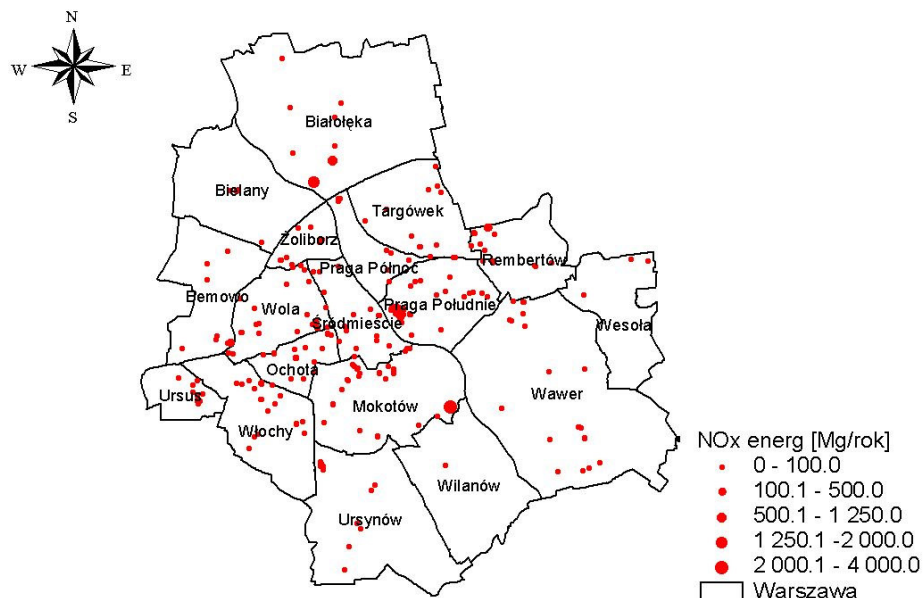 N
W E
S
Białołęka
Bielany
Targówek
Żoliborz
Rembertów
Praga Północ
Bemowo
Wola
Praga Południe
Śródmieście
Wesoła
Ochota
Ursus
Mokotów
Wawer
Włochy
Wilanów
Ursynów
NOx energ [Mg/rok]
0 - 100.0
100.1 - 500.0
500.1 - 1 250.0
1 250.1 -2 000.0
2 000.1 - 4 000.0
Warszawa